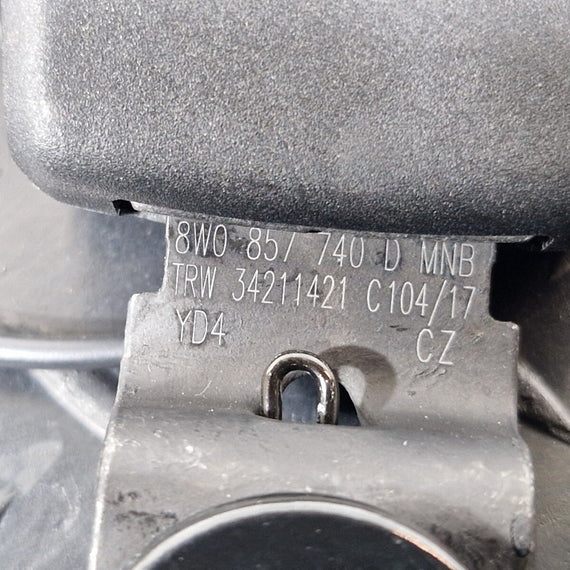 8W0 857 740 D MNB
TRW 34211421 C104/17
YD4 CZ